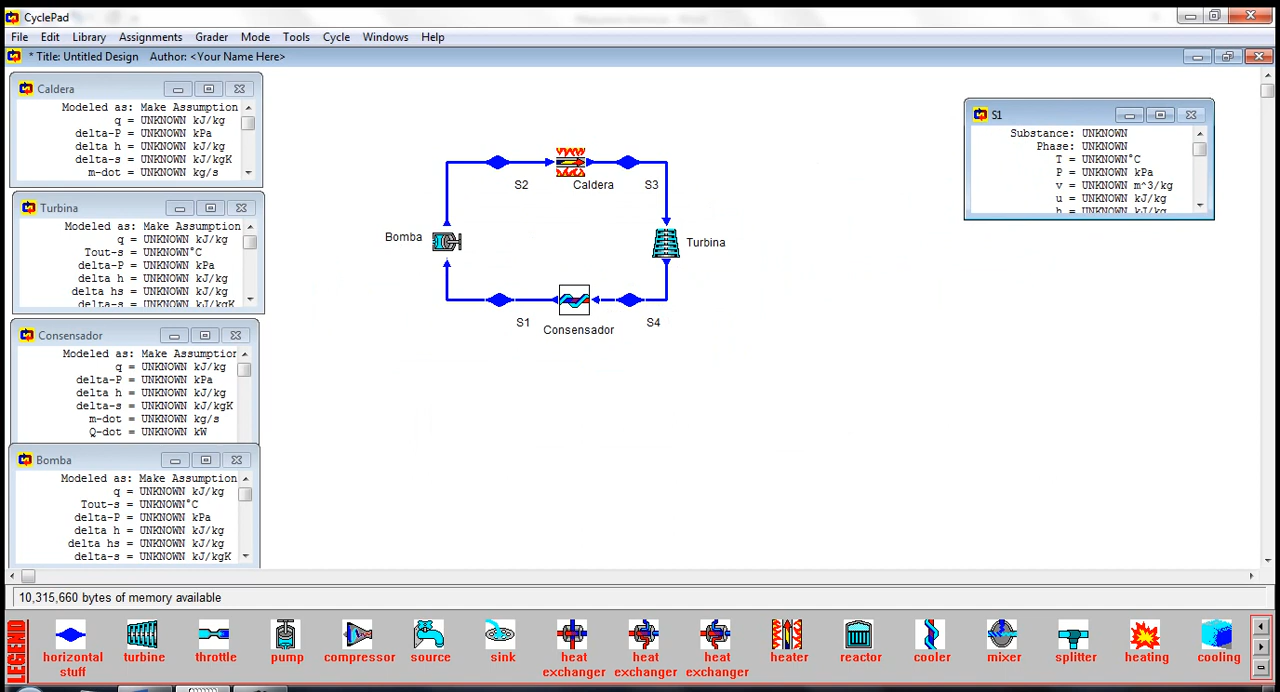 CyclePad
File Edit Library Assignments Grader Mode Tools Cycle Windows Help
* Title: Untitled Design Author: <Your Name Here>
Caldera
Modeled as: Make Assumption
q = UNKNOWN kJ/kg
delta-P = UNKNOWN kPa
delta h = UNKNOWN kJ/kg
delta-s = UNKNOWN kJ/kgK
m-dot = UNKNOWN kg/s
Turbina
Modeled as: Make Assumption
q = UNKNOWN kJ/kg
Tout-s = UNKNOWN°C
delta-P = UNKNOWN kPa
delta h = UNKNOWN kJ/kg
delta hs = UNKNOWN kJ/kg
delta-s = UNKNOWN kJ/kgK
Consensador
Modeled as: Make Assumption
q = UNKNOWN kJ/kg
delta-P = UNKNOWN kPa
delta h = UNKNOWN kJ/kg
delta-s = UNKNOWN kJ/kgK
m-dot = UNKNOWN kg/s
Q-dot = UNKNOWN kW
Bomba
Modeled as: Make Assumption
q = UNKNOWN kJ/kg
Tout-s = UNKNOWN°C
delta-P = UNKNOWN kPa
delta h = UNKNOWN kJ/kg
delta hs = UNKNOWN kJ/kg
delta-s = UNKNOWN kJ/kgK
S2
Caldera
S3
Bomba
Turbina
S1
Consensador
S4
S1
Substance: UNKNOWN
Phase: UNKNOWN
T = UNKNOWN°C
P = UNKNOWN kPa
v = UNKNOWN m^3/kg
u = UNKNOWN kJ/kg
h = UNKNOWN kJ/kg
10,315,660 bytes of memory available
LEGEND
horizontal stuff
turbine
throttle
pump
compressor
source
sink
heat exchanger
heat exchanger
heat exchanger
heater
reactor
cooler
mixer
splitter
heating
cooling